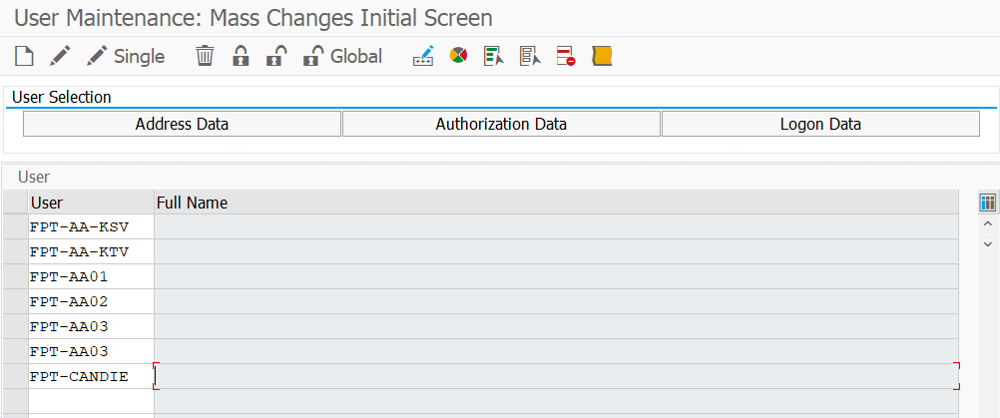 User Maintenance: Mass Changes Initial Screen
Single Global
User Selection
Address Data Authorization Data Logon Data
User
User Full Name
FPT-AA-KSV
FPT-AA-KTV
FPT-AA01
FPT-AA02
FPT-AA03
FPT-AA03
FPT-CANDIE